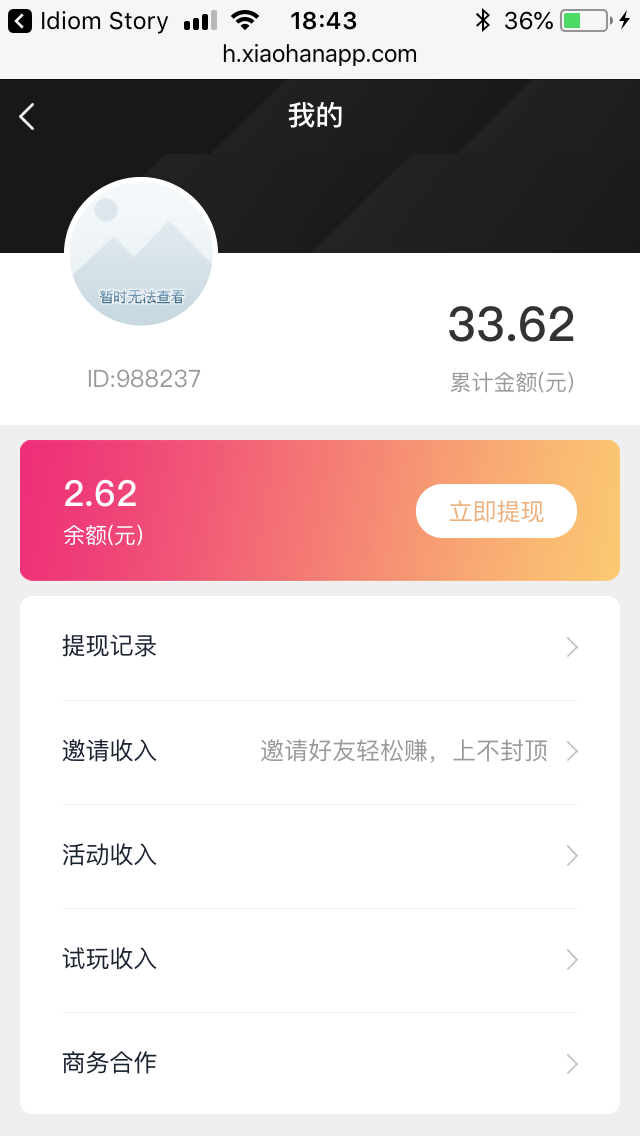 Idiom Story 18:43 36%
h.xiaohanapp.com
我的
暂时无法查看
33.62
ID:988237
累计金额(元)
2.62
余额(元)
立即提现
提现记录
邀请收入 邀请好友轻松赚，上不封顶
活动收入
试玩收入
商务合作